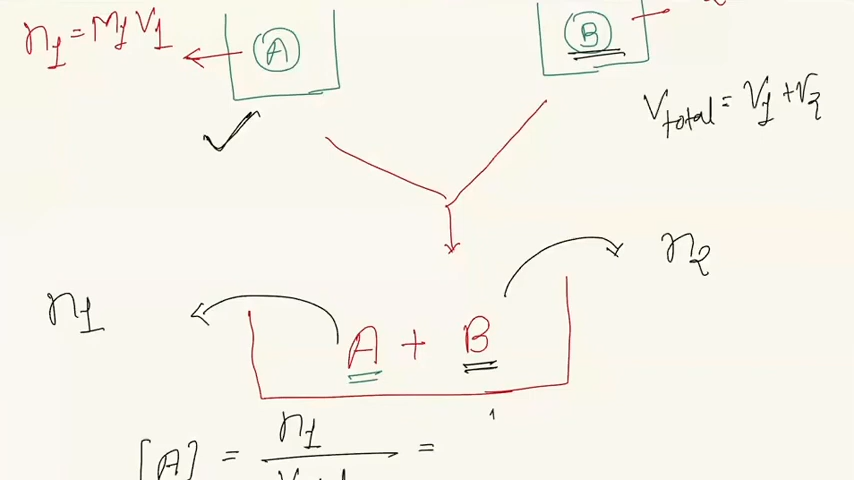 n1 = M1 V1
A
B
Vtotal = V1 + V2
n1
n2
A + B
[A] = n1 =